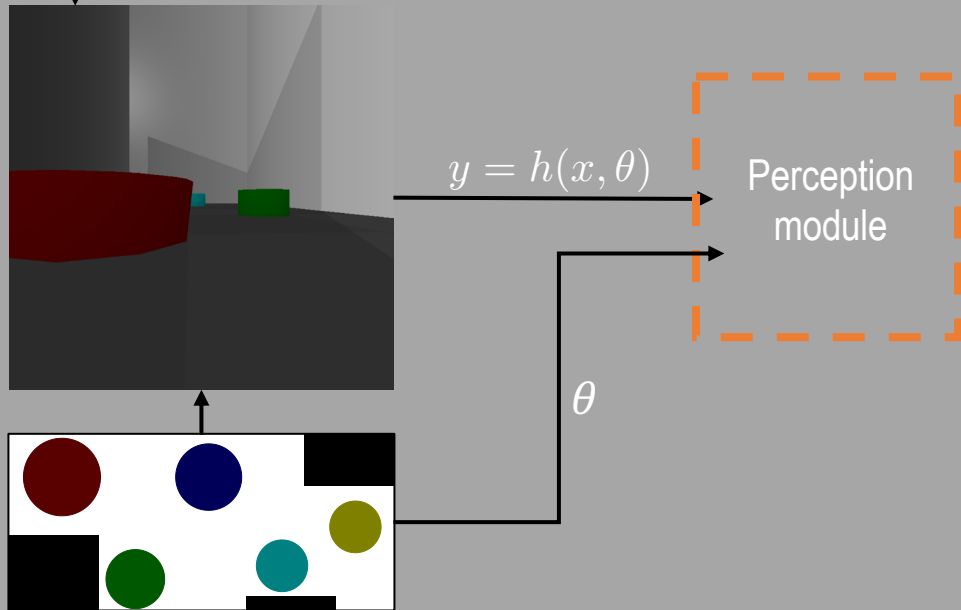 y = h(x, θ)
Perception
module
θ